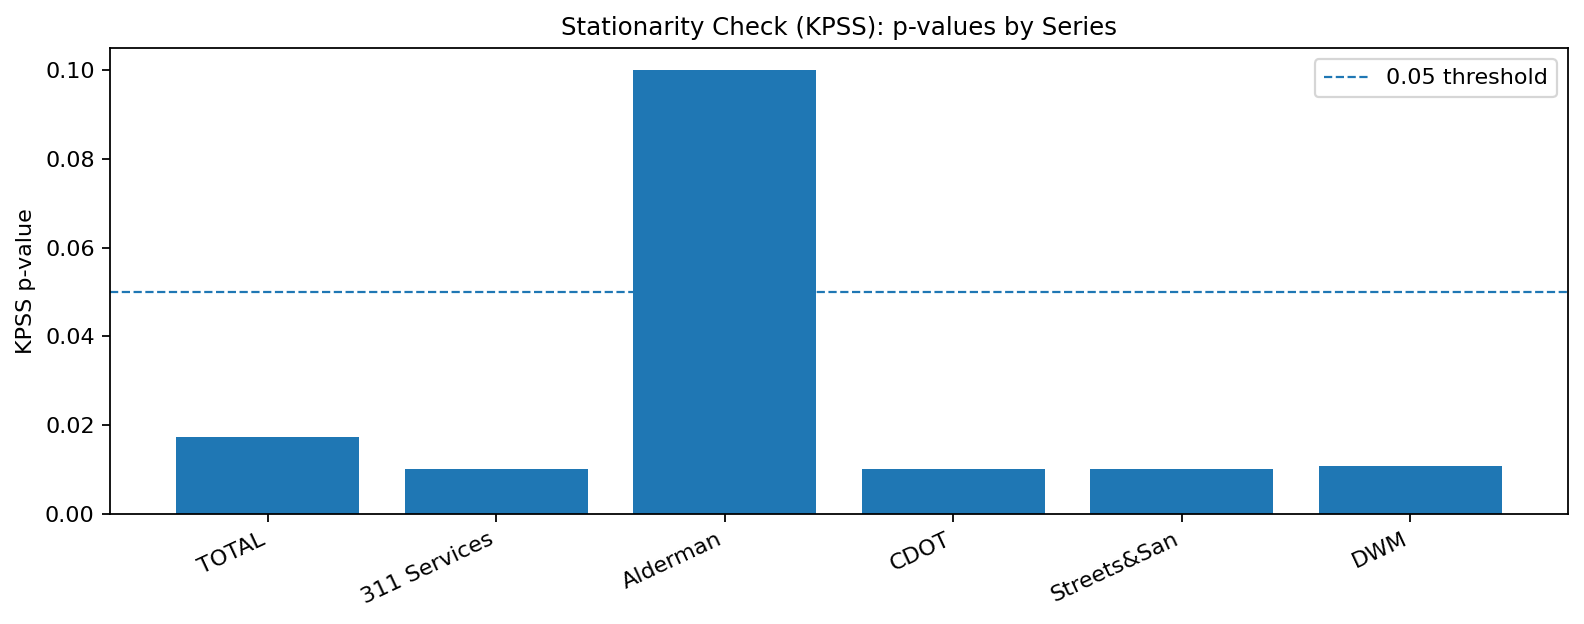 Stationarity Check (KPSS): p-values by Series
0.05 threshold
KPSS p-value
0.10
0.08
0.06
0.04
0.02
0.00
TOTAL
311 Services
Alderman
CDOT
Streets&San
DWM